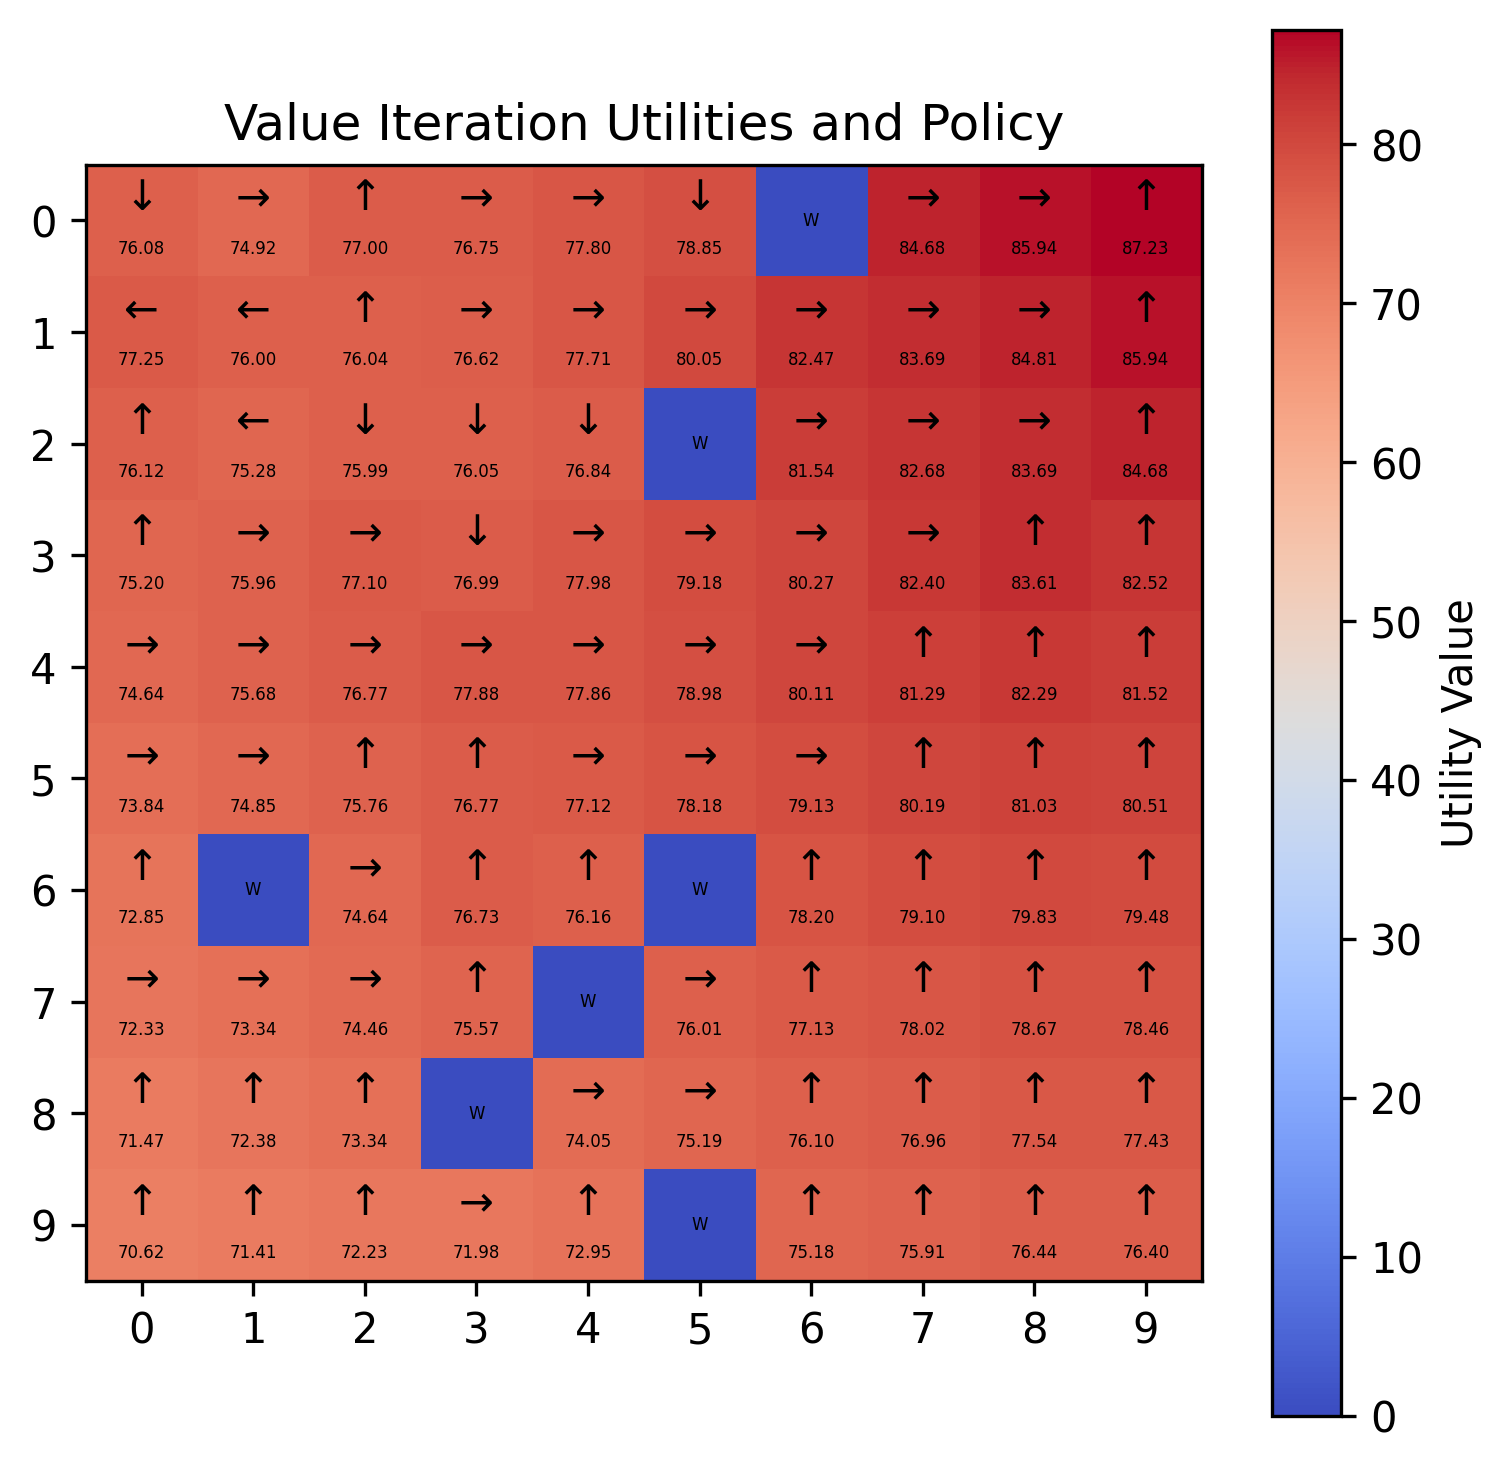 Value Iteration Utilities and Policy
0 ↓ → ↑ → → ↓ W → → ↑
76.08 74.92 77.00 76.75 77.80 78.85 84.68 85.94 87.23
1 ← ← ↑ → → → → → → ↑
77.25 76.00 76.04 76.62 77.71 80.05 82.47 83.69 84.81 85.94
2 ↑ ← ↓ ↓ ↓ W → → → ↑
76.12 75.28 75.99 76.05 76.84 81.54 82.68 83.69 84.68
3 ↑ → → ↓ → → → → ↑ ↑
75.20 75.96 77.10 76.99 77.98 79.18 80.27 82.40 83.61 82.52
4 → → → → → → → ↑ ↑ ↑
74.64 75.68 76.77 77.88 77.86 78.98 80.11 81.29 82.29 81.52
5 → → ↑ ↑ → → → ↑ ↑ ↑
73.84 74.85 75.76 76.77 77.12 78.18 79.13 80.19 81.03 80.51
6 ↑ W → ↑ ↑ W ↑ ↑ ↑ ↑
72.85 74.64 76.73 76.16 78.20 79.10 79.83 79.48
7 → → → ↑ W → ↑ ↑ ↑ ↑
72.33 73.34 74.46 75.57 76.01 77.13 78.02 78.67 78.46
8 ↑ ↑ ↑ W → → ↑ ↑ ↑ ↑
71.47 72.38 73.34 74.05 75.19 76.10 76.96 77.54 77.43
9 ↑ ↑ ↑ → ↑ W ↑ ↑ ↑ ↑
70.62 71.41 72.23 71.98 72.95 75.18 75.91 76.44 76.40
0 1 2 3 4 5 6 7 8 9
80
70
60
50
40
30
20
10
0
Utility Value